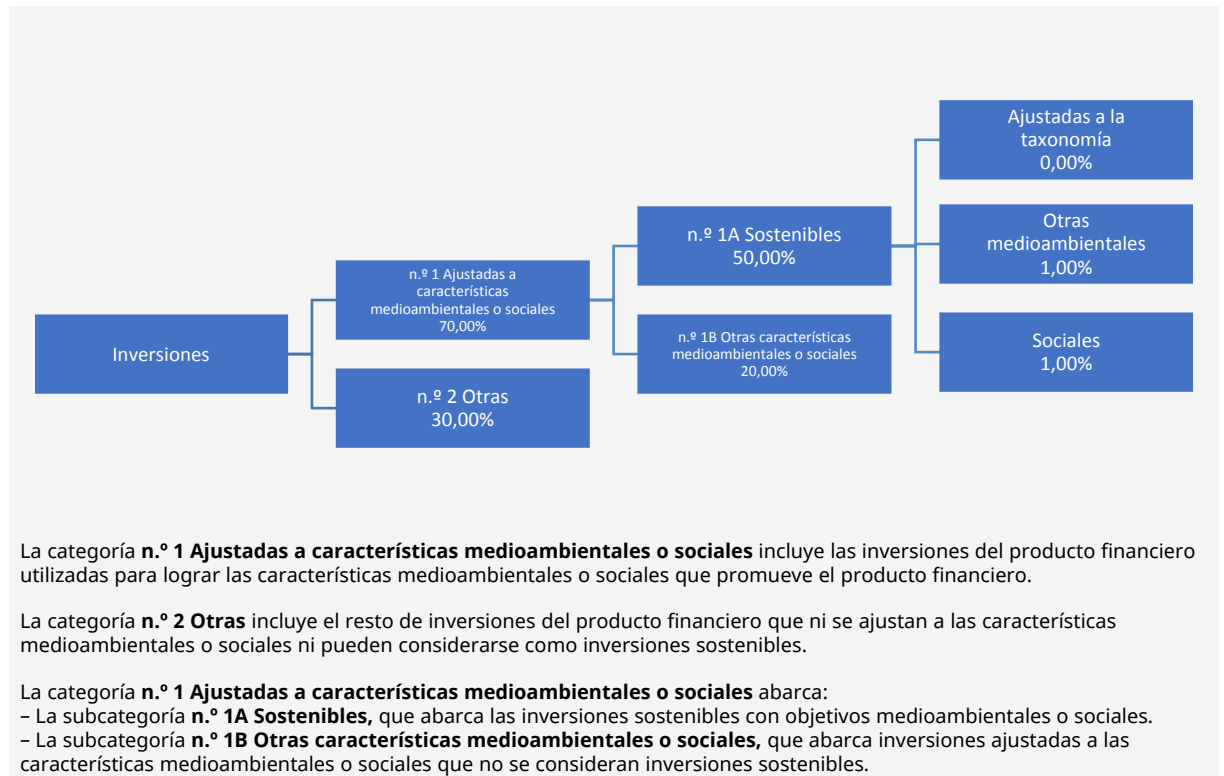 Inversiones
n.º 1 Ajustadas a
características
medioambientales o sociales
70,00%
n.º 2 Otras
30,00%
n.º 1A Sostenibles
50,00%
n.º 1B Otras características
medioambientales o sociales
20,00%
Ajustadas a la
taxonomía
0,00%
Otras
medioambientales
1,00%
Sociales
1,00%
La categoría n.º 1 Ajustadas a características medioambientales o sociales incluye las inversiones del producto financiero
utilizadas para lograr las características medioambientales o sociales que promueve el producto financiero.
La categoría n.º 2 Otras incluye el resto de inversiones del producto financiero que ni se ajustan a las características
medioambientales o sociales ni pueden considerarse como inversiones sostenibles.
La categoría n.º 1 Ajustadas a características medioambientales o sociales abarca:
– La subcategoría n.º 1A Sostenibles, que abarca las inversiones sostenibles con objetivos medioambientales o sociales.
– La subcategoría n.º 1B Otras características medioambientales o sociales, que abarca inversiones ajustadas a las
características medioambientales o sociales que no se consideran inversiones sostenibles.